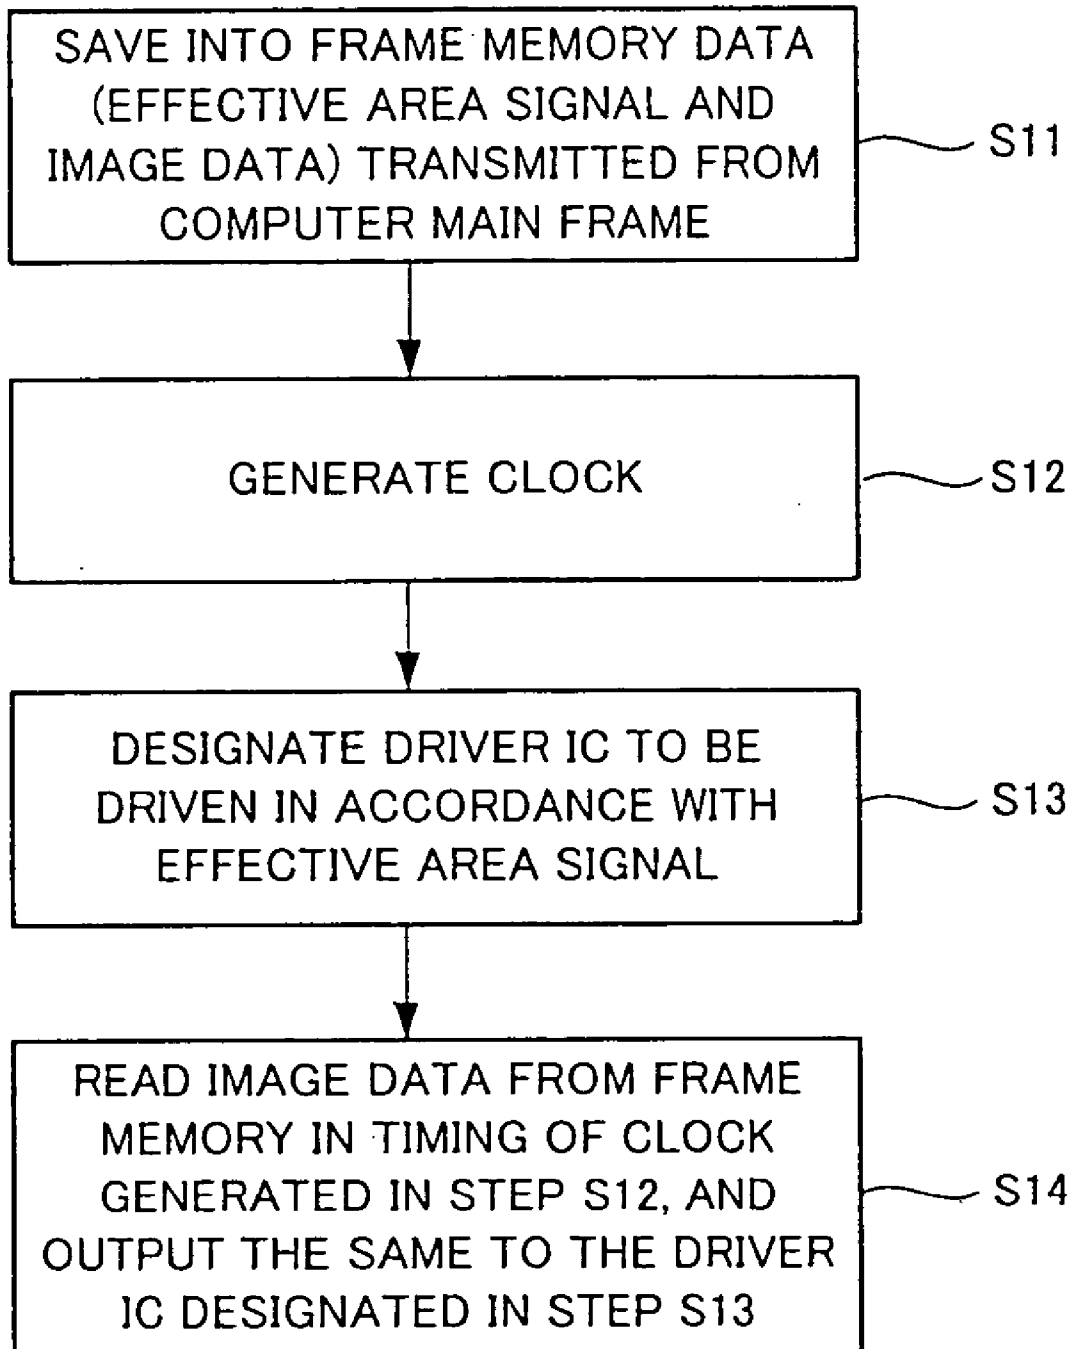 SAVE INTO FRAME MEMORY DATA
(EFFECTIVE AREA SIGNAL AND
IMAGE DATA) TRANSMITTED FROM
COMPUTER MAIN FRAME
S11
GENERATE CLOCK
S12
DESIGNATE DRIVER IC TO BE
DRIVEN IN ACCORDANCE WITH
EFFECTIVE AREA SIGNAL
S13
READ IMAGE DATA FROM FRAME
MEMORY IN TIMING OF CLOCK
GENERATED IN STEP S12, AND
OUTPUT THE SAME TO THE DRIVER
IC DESIGNATED IN STEP S13
S14